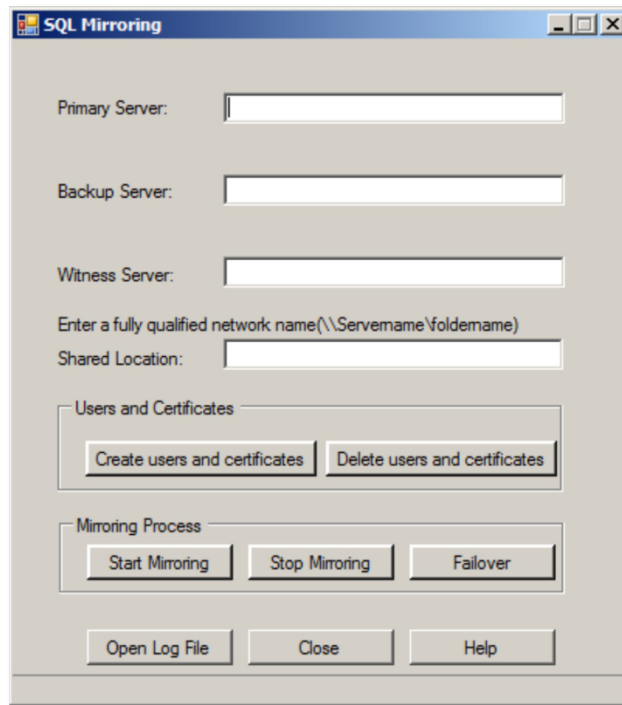 SQL Mirroring
Primary Server:
Backup Server:
Witness Server:
Enter a fully qualified network name(\\Servername\foldername)
Shared Location:
Users and Certificates
Create users and certificates Delete users and certificates
Mirroring Process
Start Mirroring Stop Mirroring Failover
Open Log File Close Help